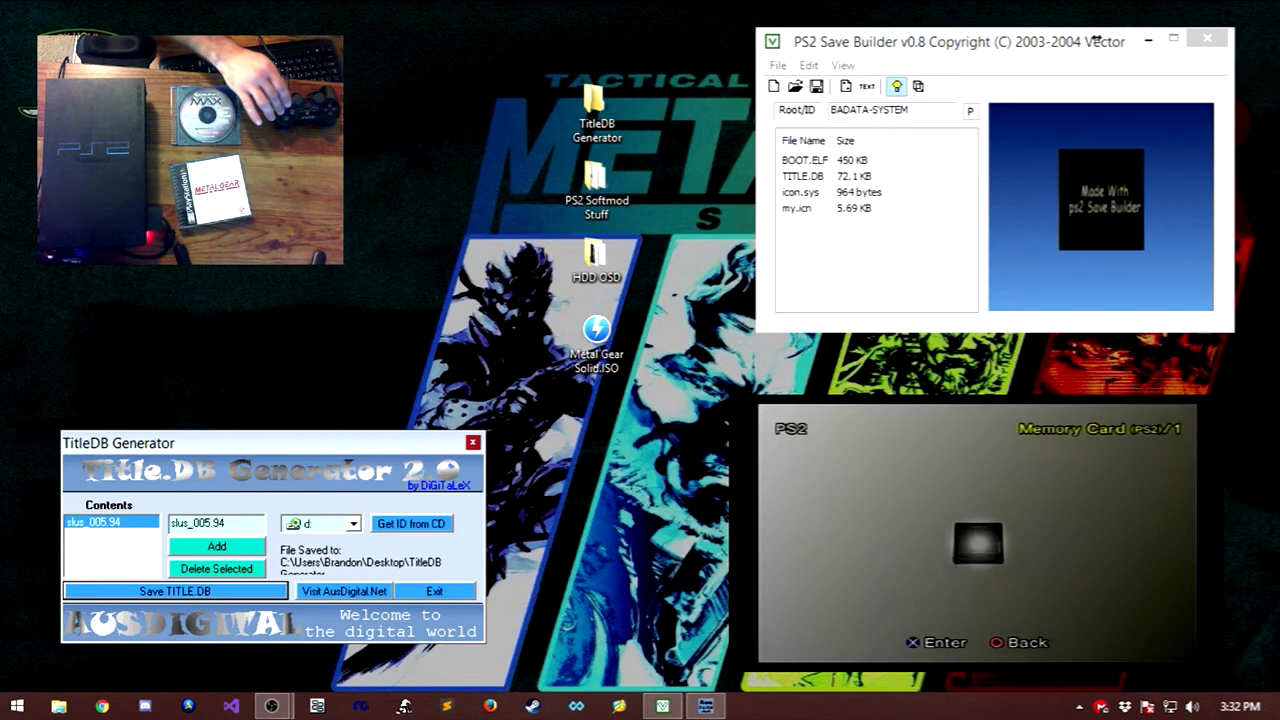 PS2
MAX
METAL GEAR
PlayStation
TACTICAL
META
S
TitleDB
Generator
PS2 Softmod
Stuff
HDD OSD
Metal Gear
Solid.ISO
PS2 Save Builder v0.8 Copyright (C) 2003-2004 Vector
File Edit View
TEXT
Root/ID BADATA-SYSTEM P
File Name Size
BOOT.ELF 450 KB
TITLE.DB 72.1 KB
icon.sys 964 bytes
my.icn 5.69 KB
Made With
ps2 Save Builder
TitleDB Generator
Title.DB Generator 2.0
by DiGiTaLeX
Contents
slus_005.94 slus_005.94 d: Get ID from CD
Add
Delete Selected
File Saved to:
C:\Users\Brandon\Desktop\TitleDB
Generator
Save TITLE.DB Visit AusDigital.Net Exit
AUSDIGITAL
Welcome to
the digital world
PS2 Memory Card (PS2)/1
Enter Back
3:32 PM